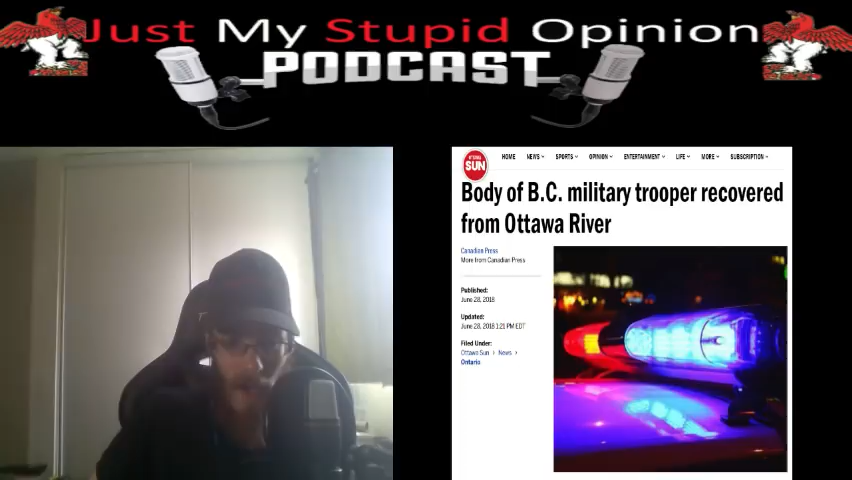 Just My Stupid Opinion
PODCAST
OTTAWA
SUN
HOME NEWS SPORTS OPINION ENTERTAINMENT LIFE MORE SUBSCRIPTION
Body of B.C. military trooper recovered
from Ottawa River
Canadian Press
More from Canadian Press
Published:
June 28, 2018
Updated:
June 28, 2018 1:21 PM EDT
Filed Under:
Ottawa Sun > News >
Ontario